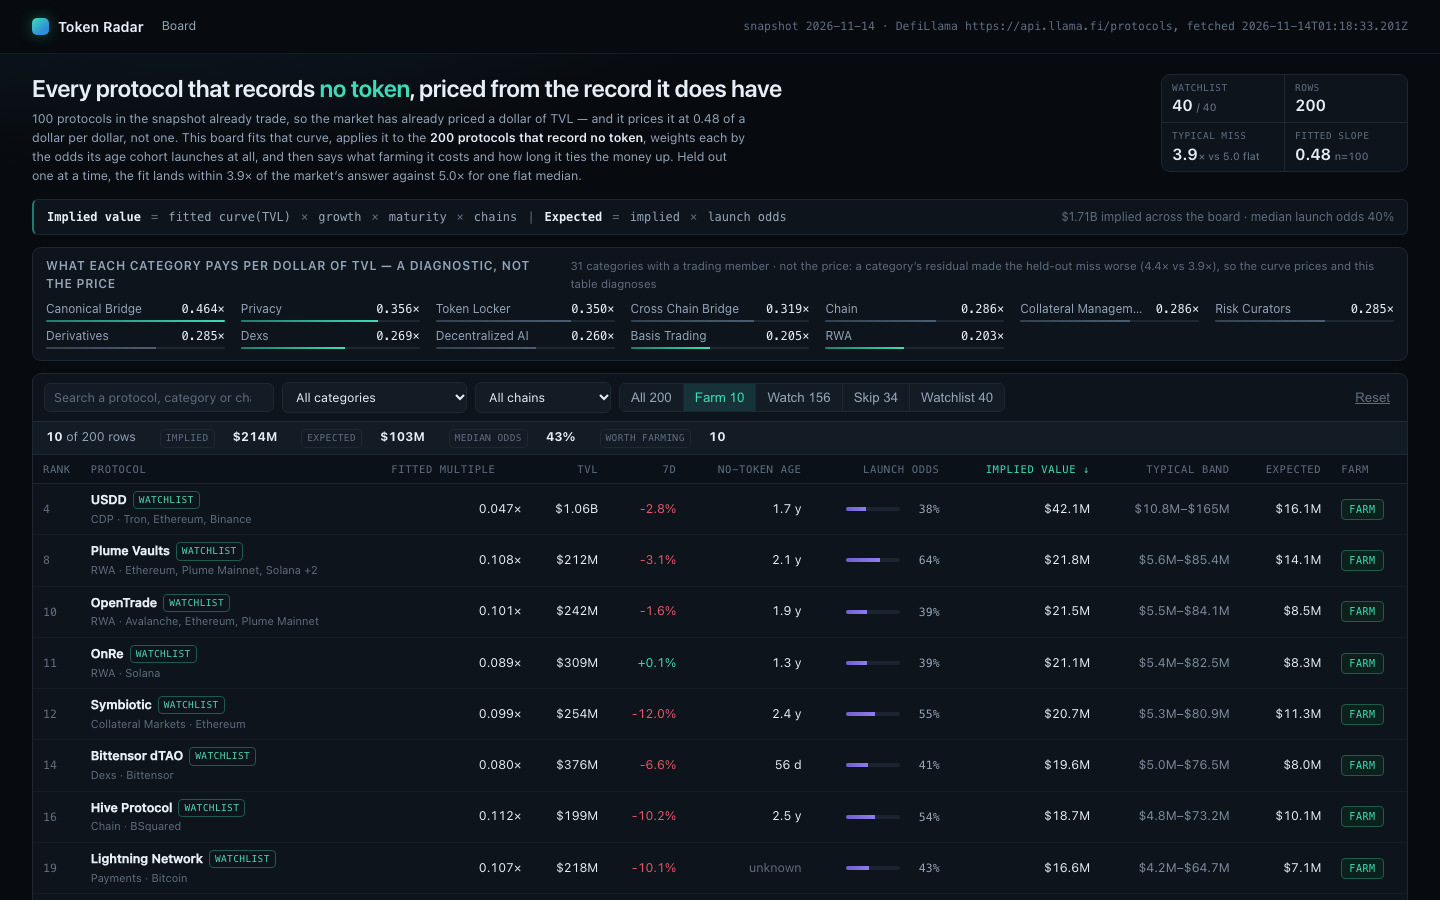 Token Radar Board snapshot 2026-11-14 · DefiLlama https://api.llama.fi/protocols, fetched 2026-11-14T01:18:33.201Z
Every protocol that records no token, priced from the record it does have
100 protocols in the snapshot already trade, so the market has already priced a dollar of TVL — and it prices it at 0.48 of a
dollar per dollar, not one. This board fits that curve, applies it to the 200 protocols that record no token, weights each by
the odds its age cohort launches at all, and then says what farming it costs and how long it ties the money up. Held out
one at a time, the fit lands within 3.9× of the market's answer against 5.0× for one flat median.
WATCHLIST ROWS
40 / 40 200
TYPICAL MISS FITTED SLOPE
3.9× vs 5.0 flat 0.48 n=100
Implied value = fitted curve(TVL) × growth × maturity × chains | Expected = implied × launch odds $1.71B implied across the board · median launch odds 40%
WHAT EACH CATEGORY PAYS PER DOLLAR OF TVL — A DIAGNOSTIC, NOT
THE PRICE
31 categories with a trading member · not the price: a category's residual made the held-out miss worse (4.4× vs 3.9×), so the curve prices and this
table diagnoses
Canonical Bridge 0.464× Privacy 0.356× Token Locker 0.350× Cross Chain Bridge 0.319× Chain 0.286× Collateral Managem... 0.286× Risk Curators 0.285×
Derivatives 0.285× Dexs 0.269× Decentralized AI 0.260× Basis Trading 0.205× RWA 0.203×
Search a protocol, category or cha All categories All chains All 200 Farm 10 Watch 156 Skip 34 Watchlist 40 Reset
10 of 200 rows IMPLIED $214M EXPECTED $103M MEDIAN ODDS 43% WORTH FARMING 10
RANK PROTOCOL FITTED MULTIPLE TVL 7D NO-TOKEN AGE LAUNCH ODDS IMPLIED VALUE ↓ TYPICAL BAND EXPECTED FARM
4 USDD WATCHLIST 0.047× $1.06B -2.8% 1.7 y 38% $42.1M $10.8M–$165M $16.1M FARM
CDP · Tron, Ethereum, Binance
8 Plume Vaults WATCHLIST 0.108× $212M -3.1% 2.1 y 64% $21.8M $5.6M–$85.4M $14.1M FARM
RWA · Ethereum, Plume Mainnet, Solana +2
10 OpenTrade WATCHLIST 0.101× $242M -1.6% 1.9 y 39% $21.5M $5.5M–$84.1M $8.5M FARM
RWA · Avalanche, Ethereum, Plume Mainnet
11 OnRe WATCHLIST 0.089× $309M +0.1% 1.3 y 39% $21.1M $5.4M–$82.5M $8.3M FARM
RWA · Solana
12 Symbiotic WATCHLIST 0.099× $254M -12.0% 2.4 y 55% $20.7M $5.3M–$80.9M $11.3M FARM
Collateral Markets · Ethereum
14 Bittensor dTAO WATCHLIST 0.080× $376M -6.6% 56 d 41% $19.6M $5.0M–$76.5M $8.0M FARM
Dexs · Bittensor
16 Hive Protocol WATCHLIST 0.112× $199M -10.2% 2.5 y 54% $18.7M $4.8M–$73.2M $10.1M FARM
Chain · BSquared
19 Lightning Network WATCHLIST 0.107× $218M -10.1% unknown 43% $16.6M $4.2M–$64.7M $7.1M FARM
Payments · Bitcoin